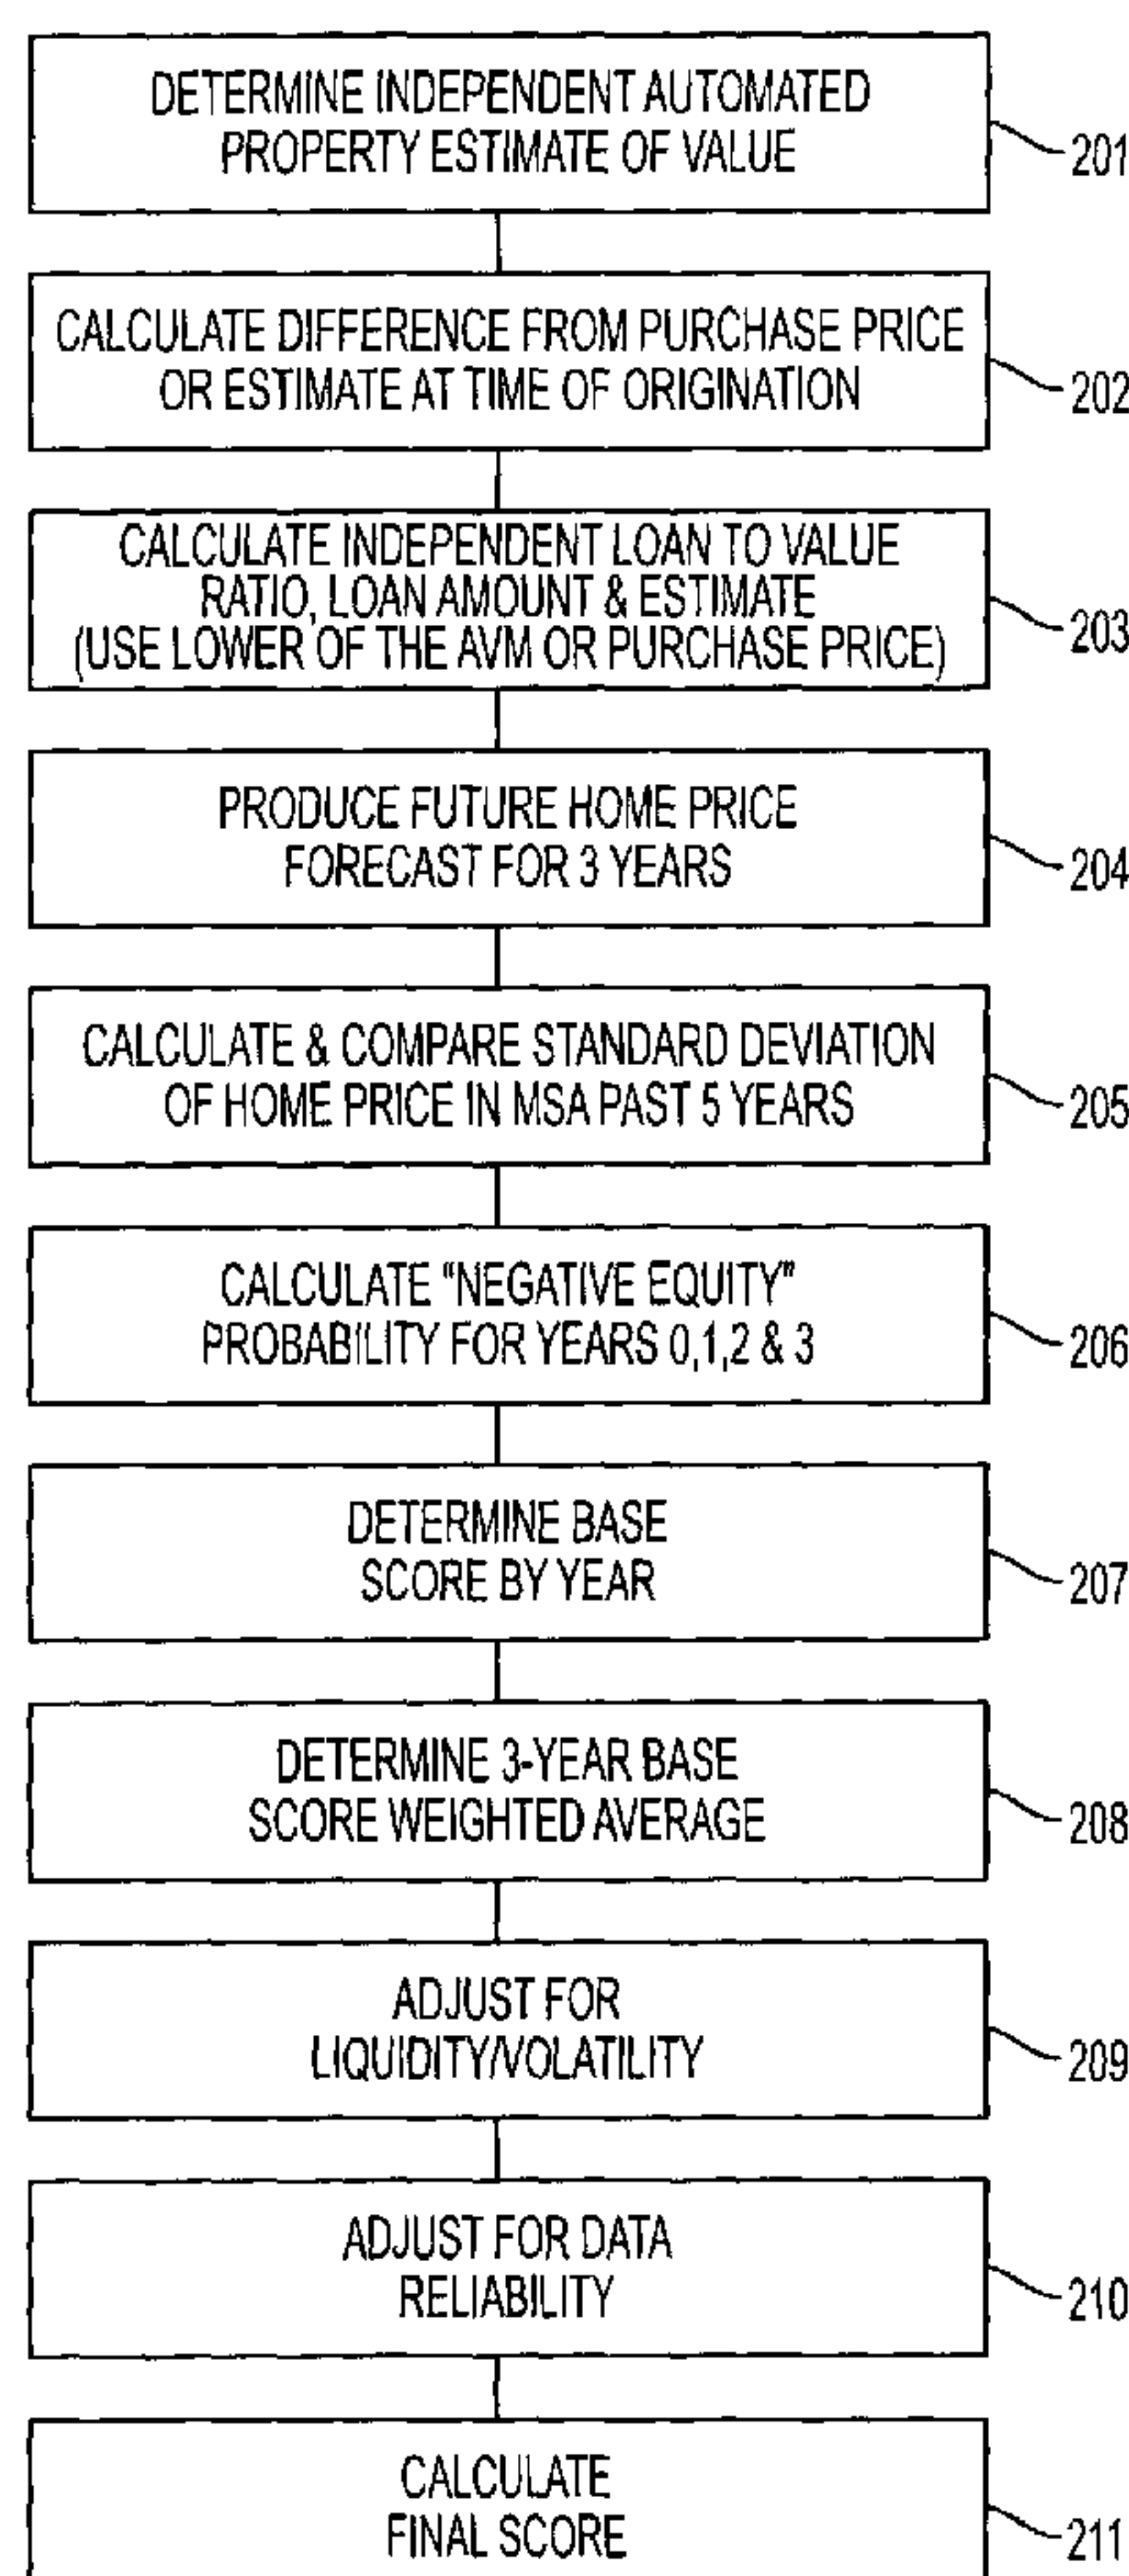 DETERMINE INDEPENDENT AUTOMATED
PROPERTY ESTIMATE OF VALUE
201
CALCULATE DIFFERENCE FROM PURCHASE PRICE
OR ESTIMATE AT TIME OF ORIGINATION
202
CALCULATE INDEPENDENT LOAN TO VALUE
RATIO, LOAN AMOUNT & ESTIMATE
(USE LOWER OF THE AVM OR PURCHASE PRICE)
203
PRODUCE FUTURE HOME PRICE
FORECAST FOR 3 YEARS
204
CALCULATE & COMPARE STANDARD DEVIATION
OF HOME PRICE IN MSA PAST 5 YEARS
205
CALCULATE “NEGATIVE EQUITY”
PROBABILITY FOR YEARS 0,1,2 & 3
206
DETERMINE BASE
SCORE BY YEAR
207
DETERMINE 3-YEAR BASE
SCORE WEIGHTED AVERAGE
208
ADJUST FOR
LIQUIDITY/VOLATILITY
209
ADJUST FOR DATA
RELIABILITY
210
CALCULATE
FINAL SCORE
211